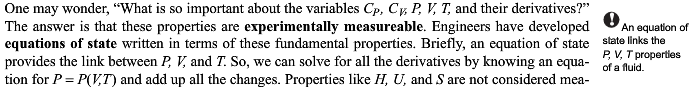 One may wonder, “What is so important about the variables CP, CV, P, V, T, and their derivatives?”
The answer is that these properties are experimentally measureable. Engineers have developed
equations of state written in terms of these fundamental properties. Briefly, an equation of state
provides the link between P, V, and T. So, we can solve for all the derivatives by knowing an equa-
tion for P = P(V,T) and add up all the changes. Properties like H, U, and S are not considered mea-
! An equation of
state links the
P, V, T properties
of a fluid.